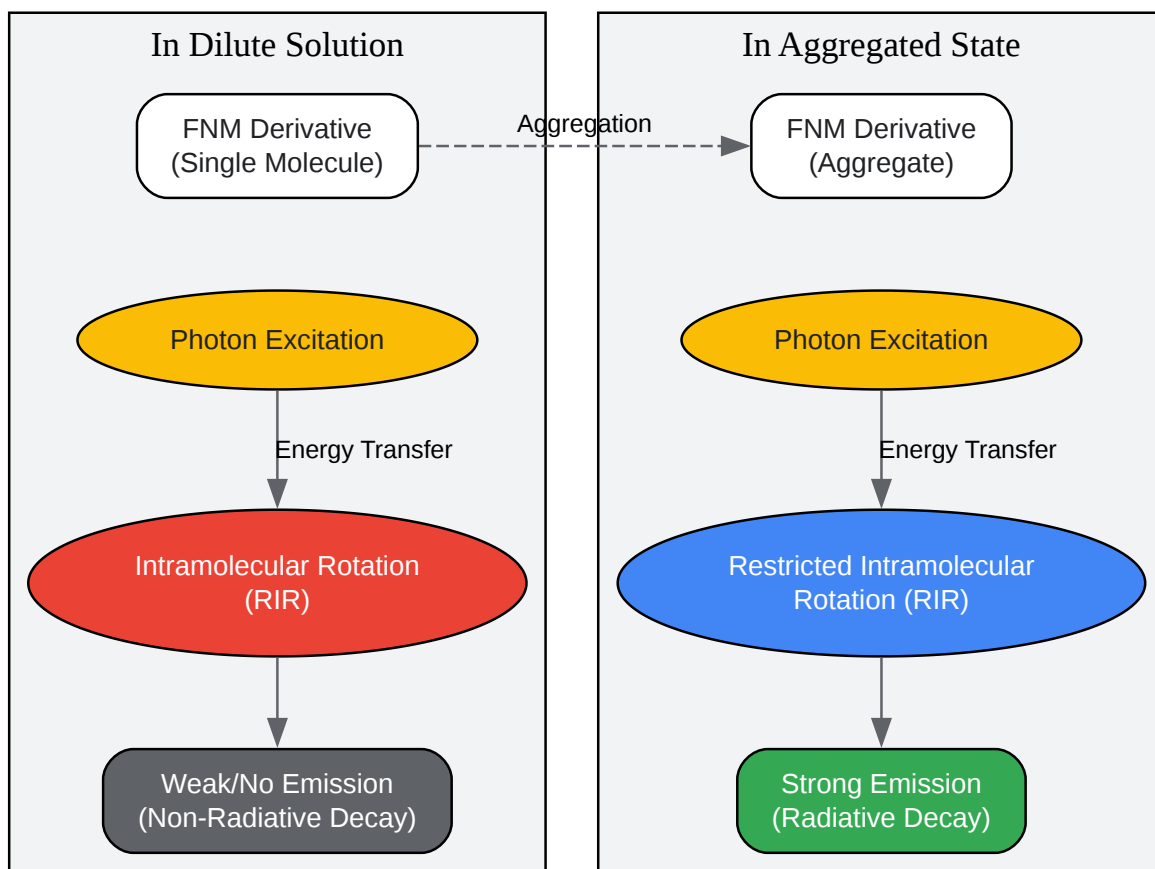 In Dilute Solution
FNM Derivative
(Single Molecule)
Photon Excitation
Energy Transfer
Intramolecular Rotation
(RIR)
Weak/No Emission
(Non-Radiative Decay)
Aggregation
In Aggregated State
FNM Derivative
(Aggregate)
Photon Excitation
Energy Transfer
Restricted Intramolecular
Rotation (RIR)
Strong Emission
(Radiative Decay)